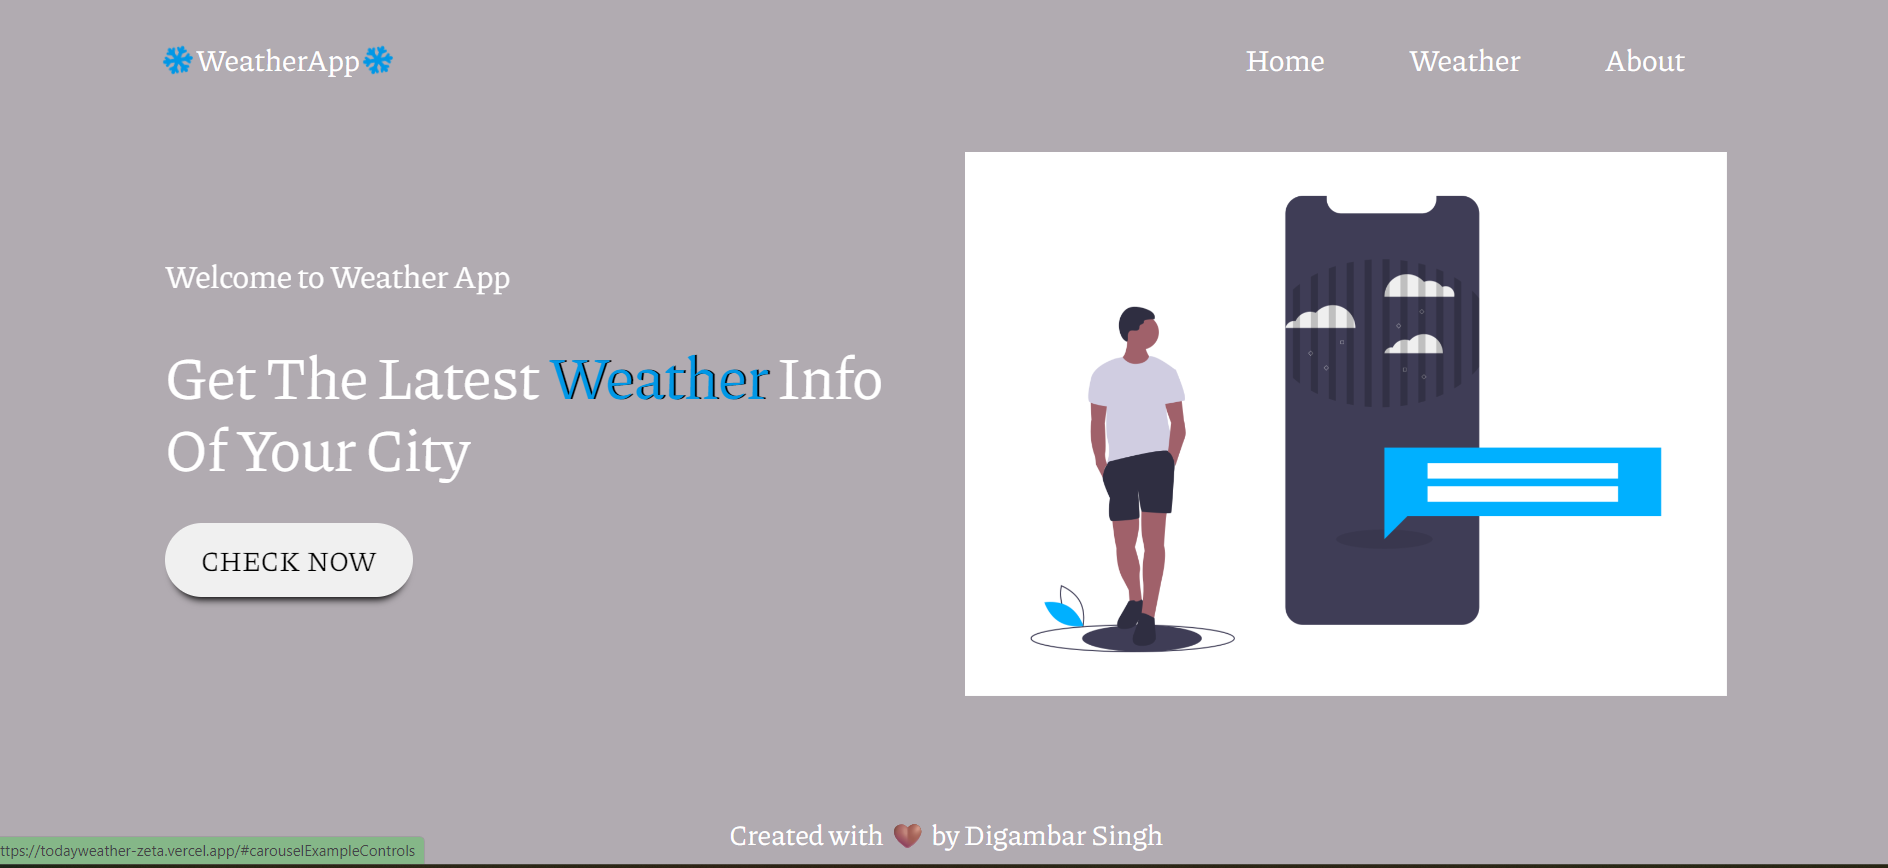 WeatherApp
Home Weather About
Welcome to Weather App
Get The Latest Weather Info
Of Your City
CHECK NOW
Created with ❤ by Digambar Singh
ttps://todayweather-zeta.vercel.app/#carouselExampleControls